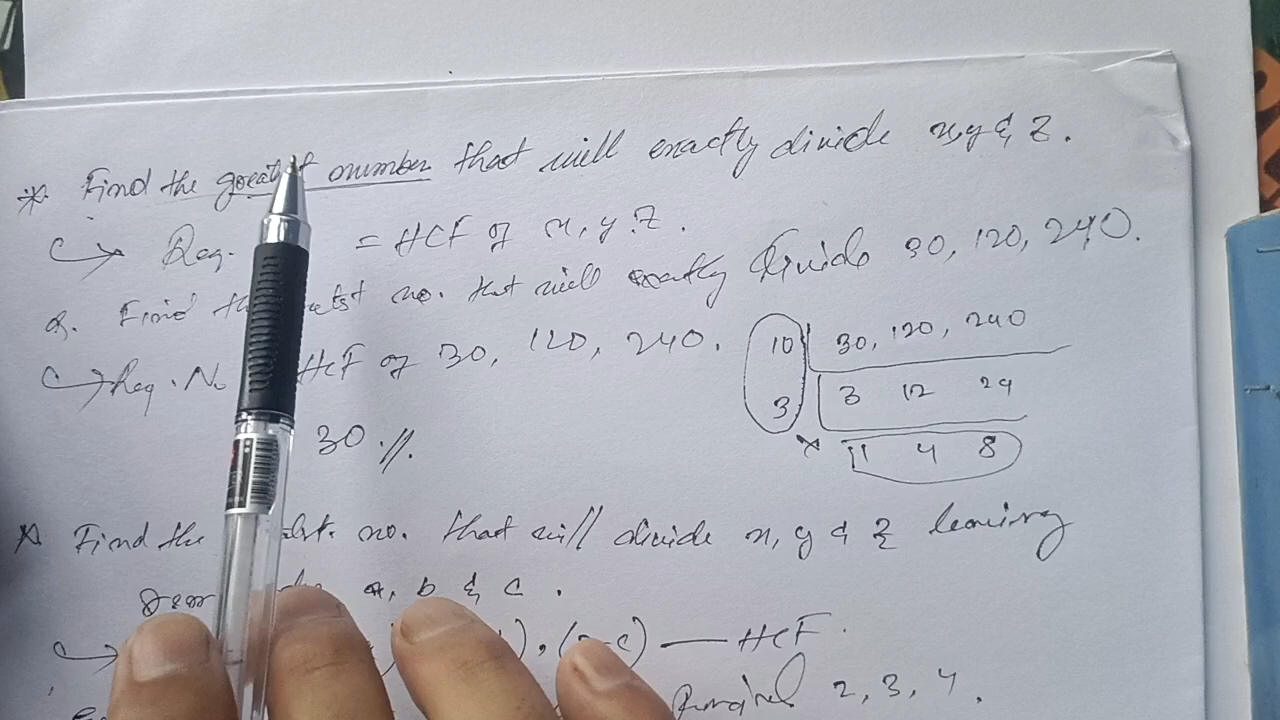 * Find the greatest number that will exactly divide x, y & z.
↳ Req. = HCF of x, y, z.
Q. Find no. that will exactly divide 30, 120, 240.
↳ Req. No HCF of 30, 120, 240.
30 //.
10 | 30, 120, 240
3 | 3 12 24
* 1 4 8
* Find the no. that will divide x, y & z leaving
a, b & c.
— HCF.
2, 3, 4.